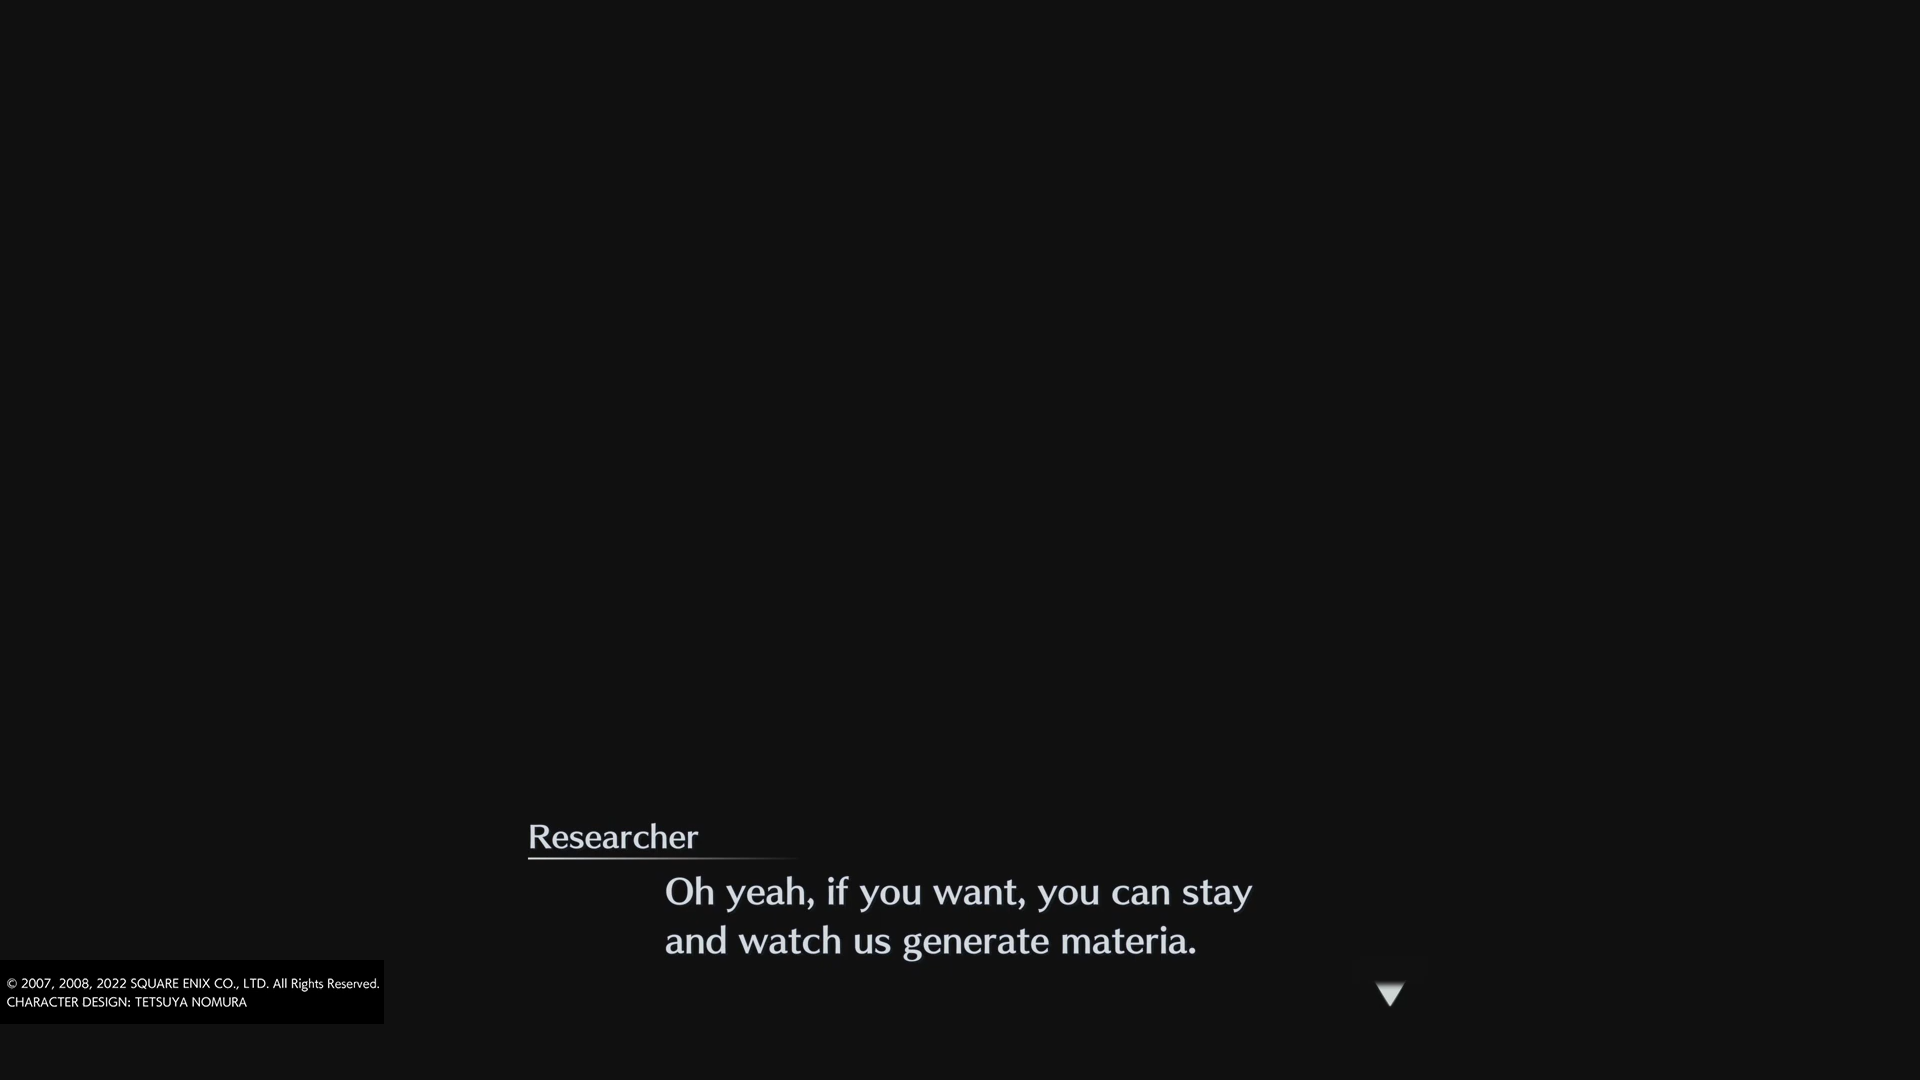 Researcher
Oh yeah, if you want, you can stay
and watch us generate materia.
© 2007, 2008, 2022 SQUARE ENIX CO., LTD. All Rights Reserved.
CHARACTER DESIGN: TETSUYA NOMURA